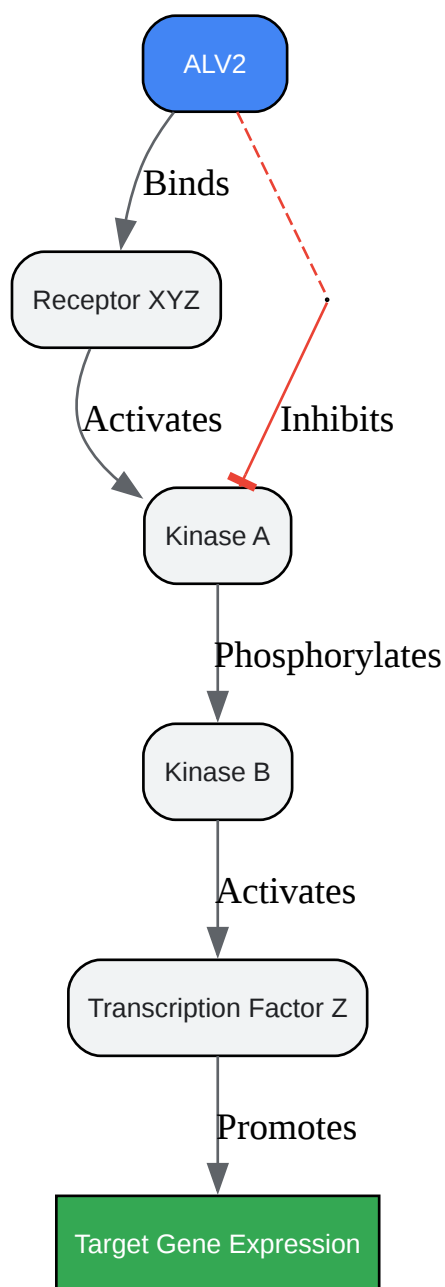 ALV2
Binds
Receptor XYZ
Activates
Inhibits
Kinase A
Phosphorylates
Kinase B
Activates
Transcription Factor Z
Promotes
Target Gene Expression